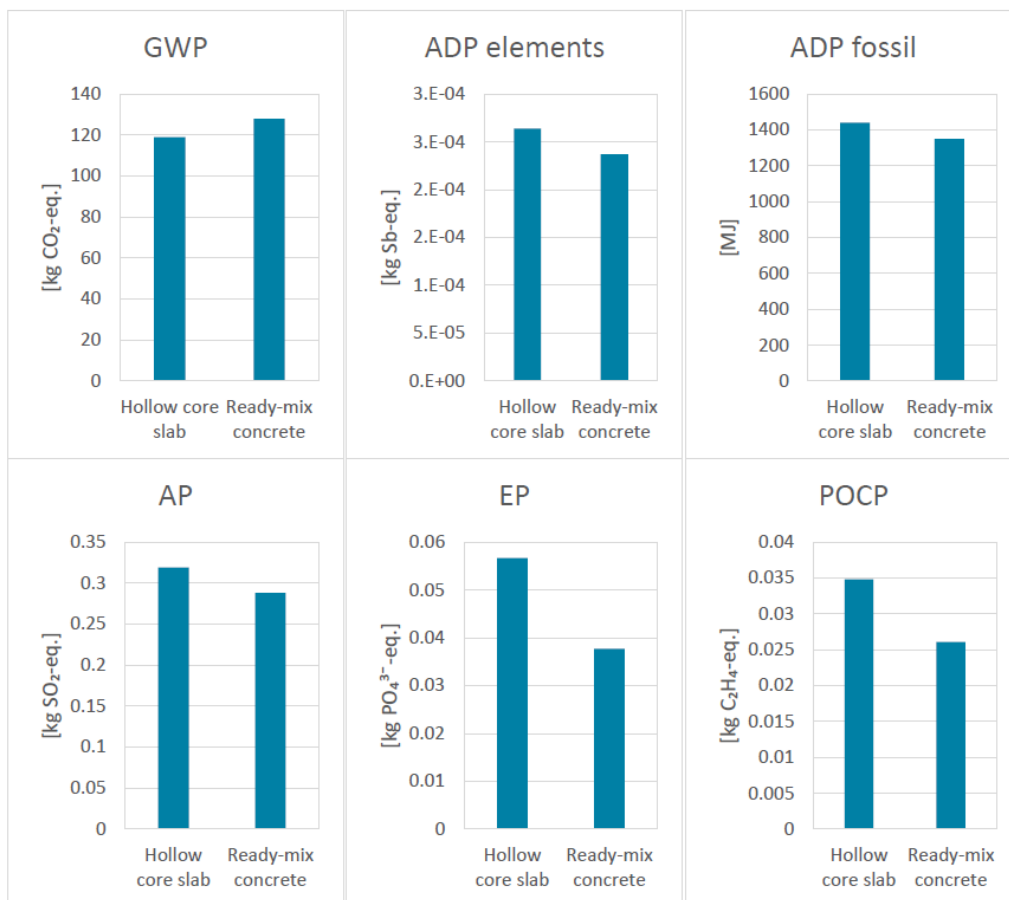 GWP
[kg CO₂-eq.]
140
120
100
80
60
40
20
0
Hollow core
slab
Ready-mix
concrete
ADP elements
[kg Sb-eq.]
3.E-04
3.E-04
2.E-04
2.E-04
1.E-04
5.E-05
0.E+00
Hollow
core slab
Ready-mix
concrete
ADP fossil
[MJ]
1600
1400
1200
1000
800
600
400
200
0
Hollow
core slab
Ready-mix
concrete
AP
[kg SO₂-eq.]
0.35
0.3
0.25
0.2
0.15
0.1
0.05
0
Hollow
core slab
Ready-mix
concrete
EP
[kg PO₄³⁻-eq.]
0.06
0.05
0.04
0.03
0.02
0.01
0
Hollow
core slab
Ready-mix
concrete
POCP
[kg C₂H₄-eq.]
0.04
0.035
0.03
0.025
0.02
0.015
0.01
0.005
0
Hollow
core slab
Ready-mix
concrete